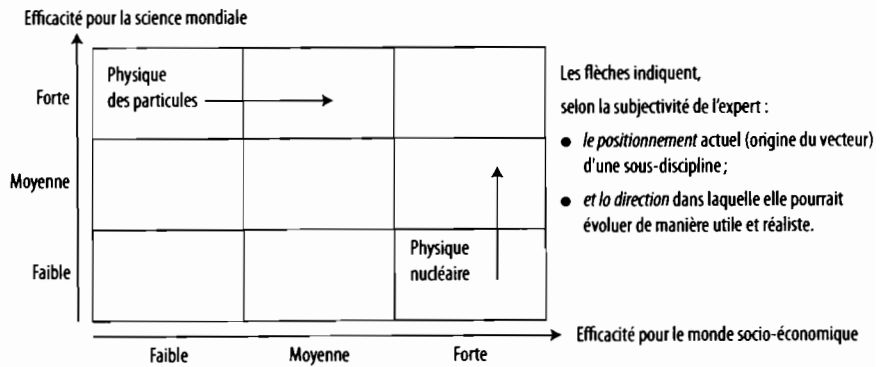 Efficacité pour la science mondiale
Forte
Physique
des particules
Moyenne
Faible
Physique
nucléaire
Faible
Moyenne
Forte
Efficacité pour le monde socio-économique
Les flèches indiquent,
selon la subjectivité de l'expert :
● le positionnement actuel (origine du vecteur)
d'une sous-discipline ;
● et lo direction dans laquelle elle pourrait
évoluer de manière utile et réaliste.